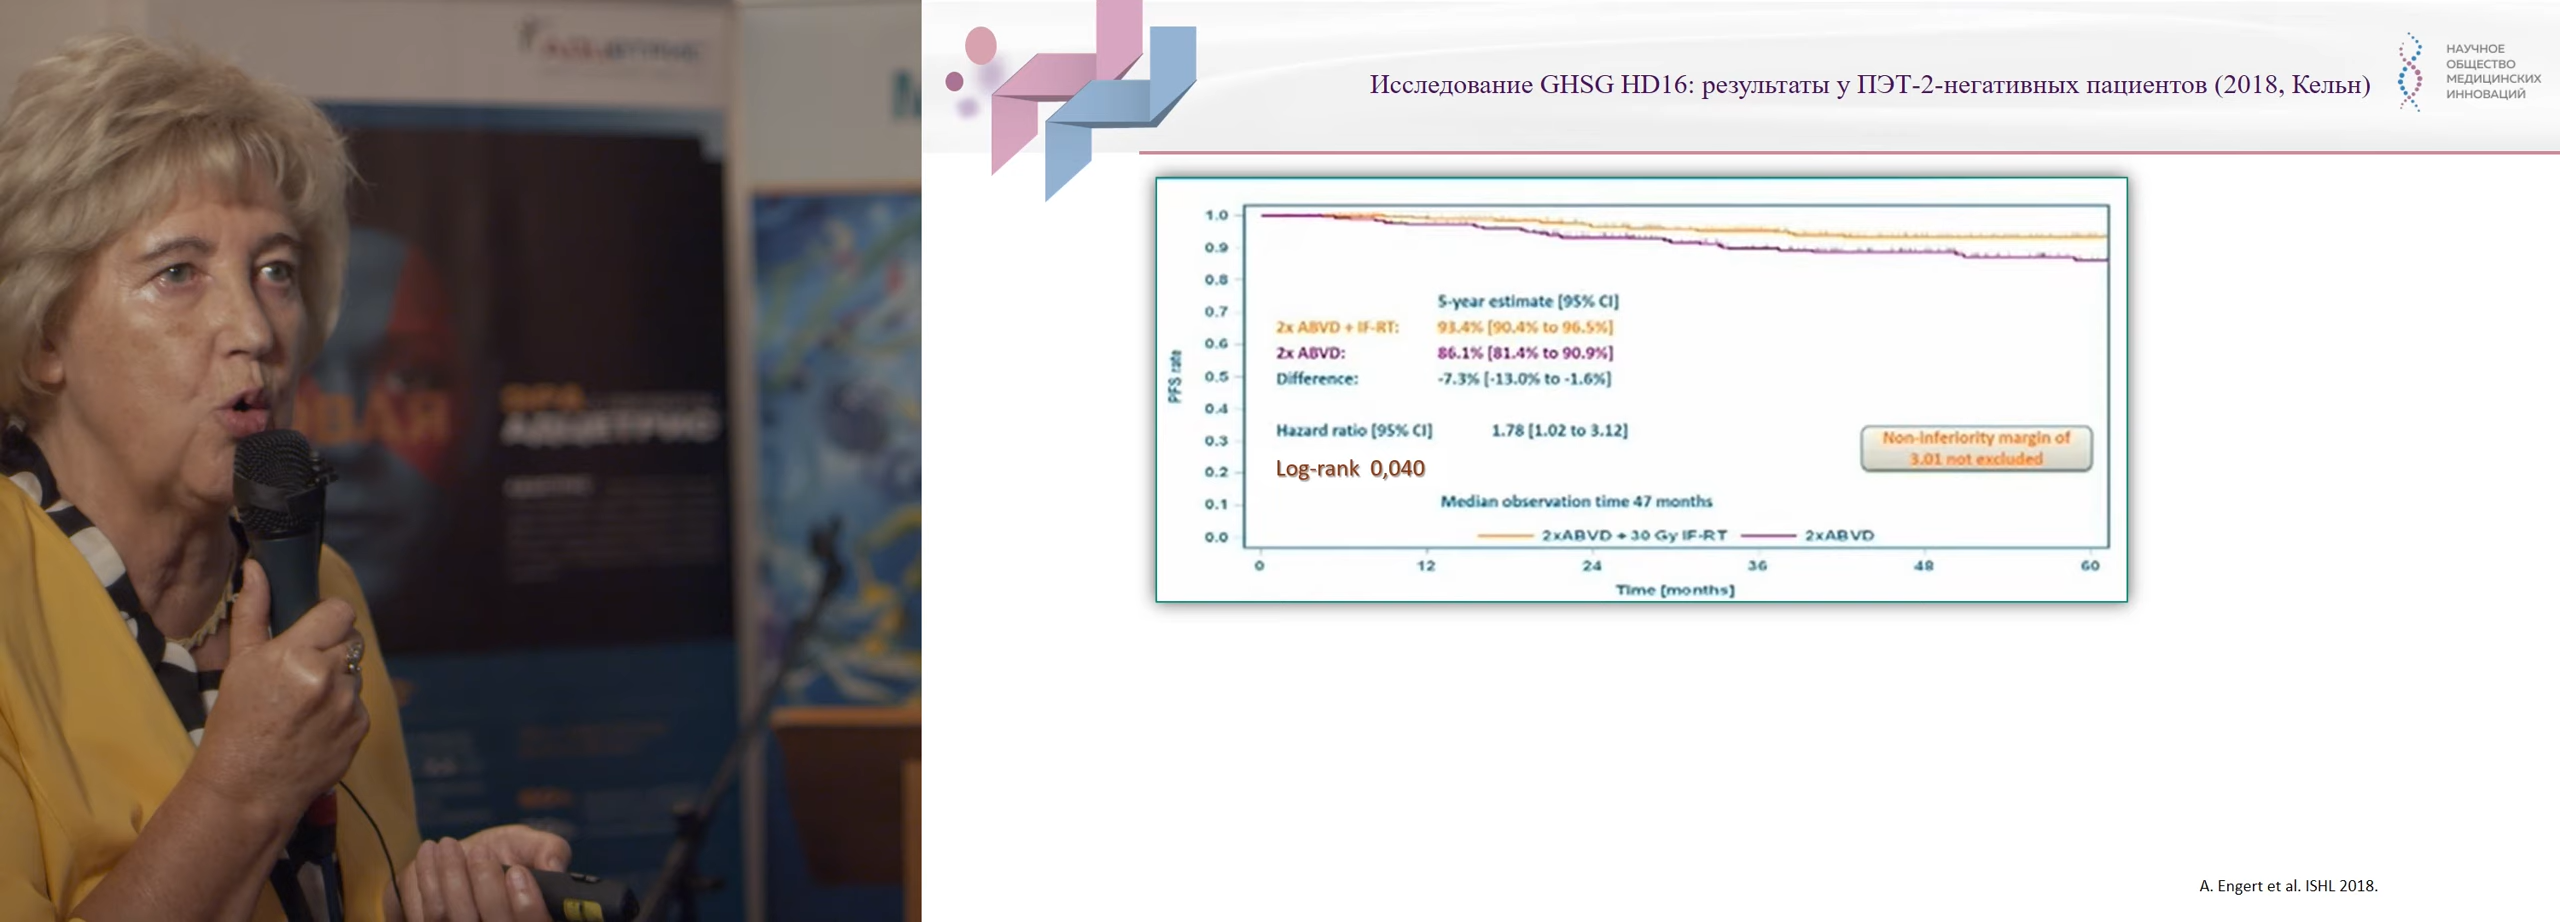 АДЦЕТРИС
Исследование GHSG HD16: результаты у ПЭТ-2-негативных пациентов (2018, Кельн)
НАУЧНОЕ
ОБЩЕСТВО
МЕДИЦИНСКИХ
ИННОВАЦИЙ
PFS rate
1.0
0.9
0.8
0.7
0.6
0.5
0.4
0.3
0.2
0.1
0.0
5-year estimate [95% CI]
2x ABVD + IF-RT: 93.4% [90.4% to 96.5%]
2x ABVD: 86.1% [81.4% to 90.9%]
Difference: -7.3% [-13.0% to -1.6%]
Hazard ratio [95% CI] 1.78 [1.02 to 3.12]
Log-rank 0,040
Non-inferiority margin of
3.01 not excluded
Median observation time 47 months
2xABVD + 30 Gy IF-RT 2xABVD
0 12 24 36 48 60
Time [months]
A. Engert et al. ISHL 2018.